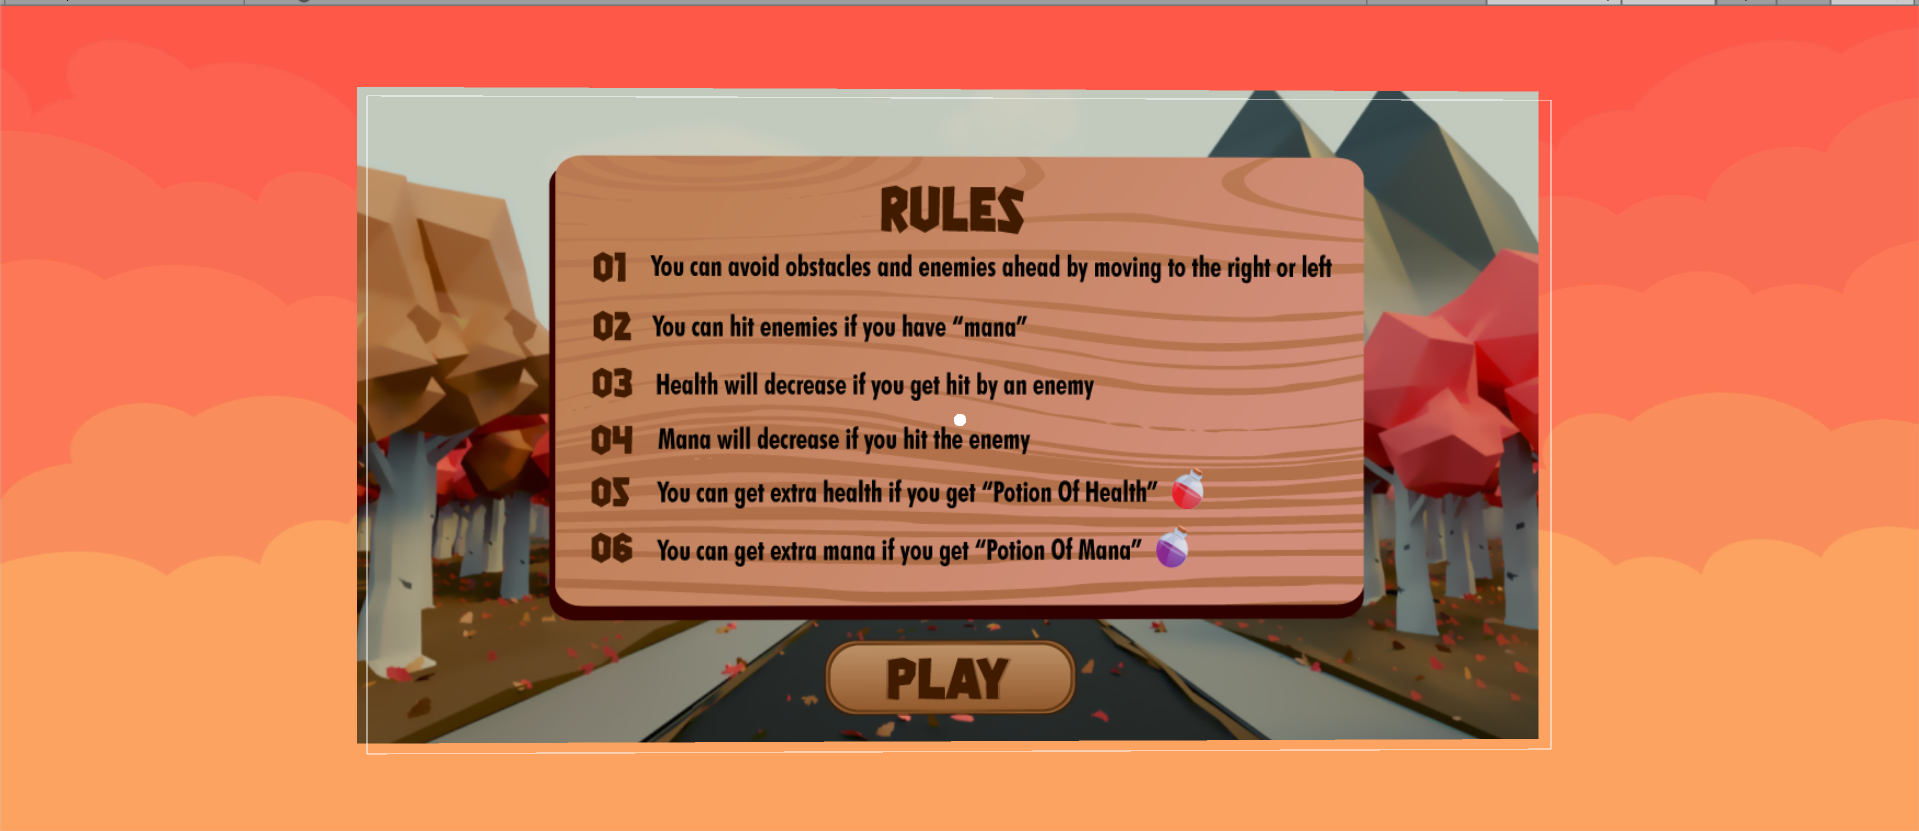 RULES
01 You can avoid obstacles and enemies ahead by moving to the right or left
02 You can hit enemies if you have “mana”
03 Health will decrease if you get hit by an enemy
04 Mana will decrease if you hit the enemy
05 You can get extra health if you get “Potion Of Health”
06 You can get extra mana if you get “Potion Of Mana”
PLAY